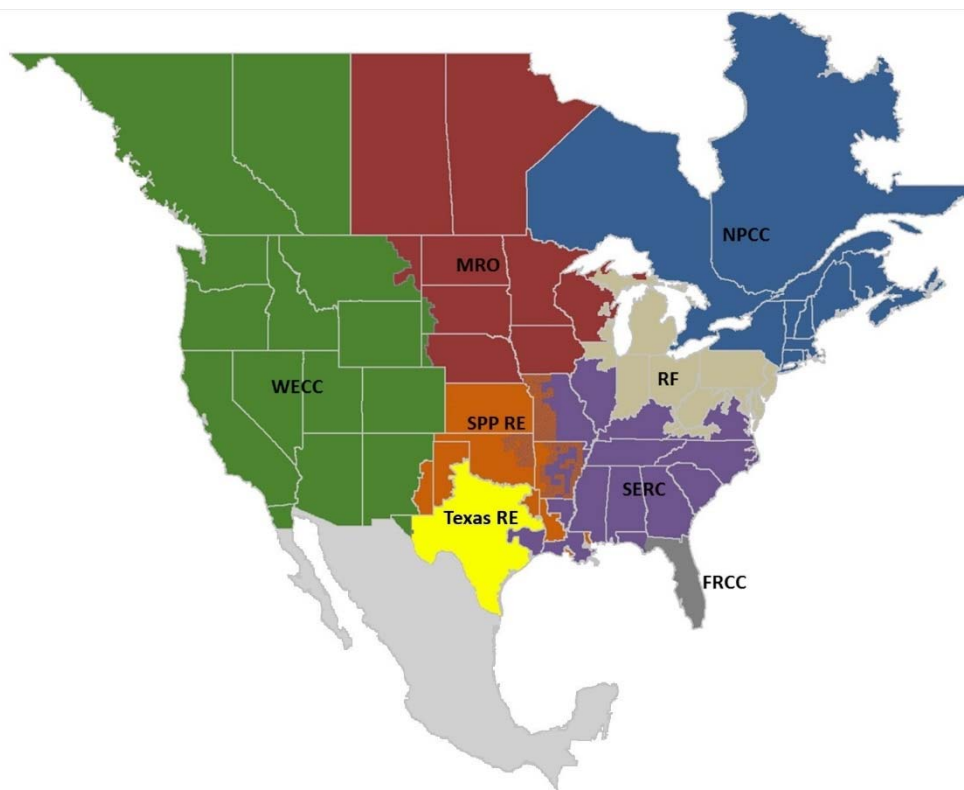 NPCC
MRO
RF
WECC
SPP RE
SERC
Texas RE
FRCC